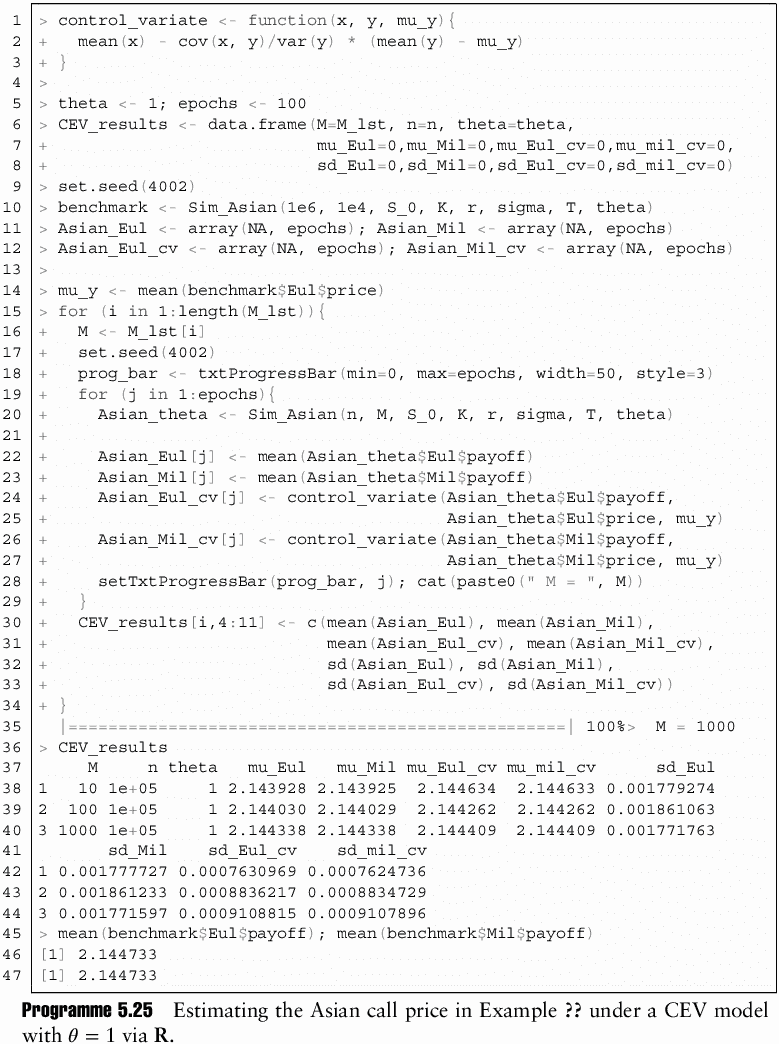 1 > control_variate <- function(x, y, mu_y){
2 +   mean(x) - cov(x, y)/var(y) * (mean(y) - mu_y)
3 + }
4 >
5 > theta <- 1; epochs <- 100
6 > CEV_results <- data.frame(M=M_lst, n=n, theta=theta,
7 +                           mu_Eul=0,mu_Mil=0,mu_Eul_cv=0,mu_mil_cv=0,
8 +                           sd_Eul=0,sd_Mil=0,sd_Eul_cv=0,sd_mil_cv=0)
9 > set.seed(4002)
10 > benchmark <- Sim_Asian(1e6, 1e4, S_0, K, r, sigma, T, theta)
11 > Asian_Eul <- array(NA, epochs); Asian_Mil <- array(NA, epochs)
12 > Asian_Eul_cv <- array(NA, epochs); Asian_Mil_cv <- array(NA, epochs)
13 >
14 > mu_y <- mean(benchmark$Eul$price)
15 > for (i in 1:length(M_lst)){
16 +   M <- M_lst[i]
17 +   set.seed(4002)
18 +   prog_bar <- txtProgressBar(min=0, max=epochs, width=50, style=3)
19 +   for (j in 1:epochs){
20 +     Asian_theta <- Sim_Asian(n, M, S_0, K, r, sigma, T, theta)
21 +
22 +     Asian_Eul[j] <- mean(Asian_theta$Eul$payoff)
23 +     Asian_Mil[j] <- mean(Asian_theta$Mil$payoff)
24 +     Asian_Eul_cv[j] <- control_variate(Asian_theta$Eul$payoff,
25 +                                        Asian_theta$Eul$price, mu_y)
26 +     Asian_Mil_cv[j] <- control_variate(Asian_theta$Mil$payoff,
27 +                                        Asian_theta$Mil$price, mu_y)
28 +     setTxtProgressBar(prog_bar, j); cat(paste0(" M = ", M))
29 +   }
30 +   CEV_results[i,4:11] <- c(mean(Asian_Eul), mean(Asian_Mil),
31 +                            mean(Asian_Eul_cv), mean(Asian_Mil_cv),
32 +                            sd(Asian_Eul), sd(Asian_Mil),
33 +                            sd(Asian_Eul_cv), sd(Asian_Mil_cv))
34 + }
35   |==================================================| 100%>  M = 1000
36 > CEV_results
37      M     n theta   mu_Eul   mu_Mil mu_Eul_cv mu_mil_cv      sd_Eul
38 1   10 1e+05     1 2.143928 2.143925  2.144634  2.144633 0.001779274
39 2  100 1e+05     1 2.144030 2.144029  2.144262  2.144262 0.001861063
40 3 1000 1e+05     1 2.144338 2.144338  2.144409  2.144409 0.001771763
41        sd_Mil    sd_Eul_cv    sd_mil_cv
42 1 0.001777727 0.0007630969 0.0007624736
43 2 0.001861233 0.0008836217 0.0008834729
44 3 0.001771597 0.0009108815 0.0009107896
45 > mean(benchmark$Eul$payoff); mean(benchmark$Mil$payoff)
46 [1] 2.144733
47 [1] 2.144733
Programme 5.25 Estimating the Asian call price in Example ?? under a CEV model
with θ = 1 via R.